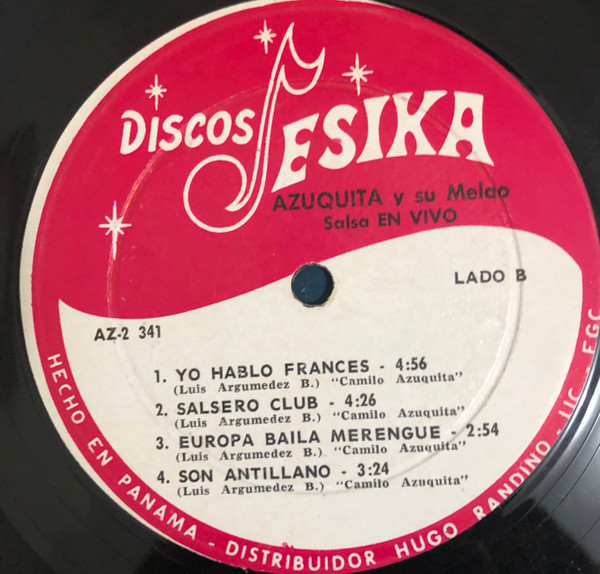 DISCOS JESIKA
AZUQUITA y su Melao
Salsa EN VIVO
LADO B
AZ-2 341
1. YO HABLO FRANCES - 4:56
(Luis Argumedez B.) "Camilo Azuquita"
2. SALSERO CLUB - 4:26
(Luis Argumedez B.) "Camilo Azuquita"
3. EUROPA BAILA MERENGUE - 2:54
(Luis Argumedez B.) "Camilo Azuquita"
4. SON ANTILLANO - 3:24
(Luis Argumedez B.) "Camilo Azuquita"
HECHO EN PANAMA - DISTRIBUIDOR HUGO RANDINO - LIC. EGC